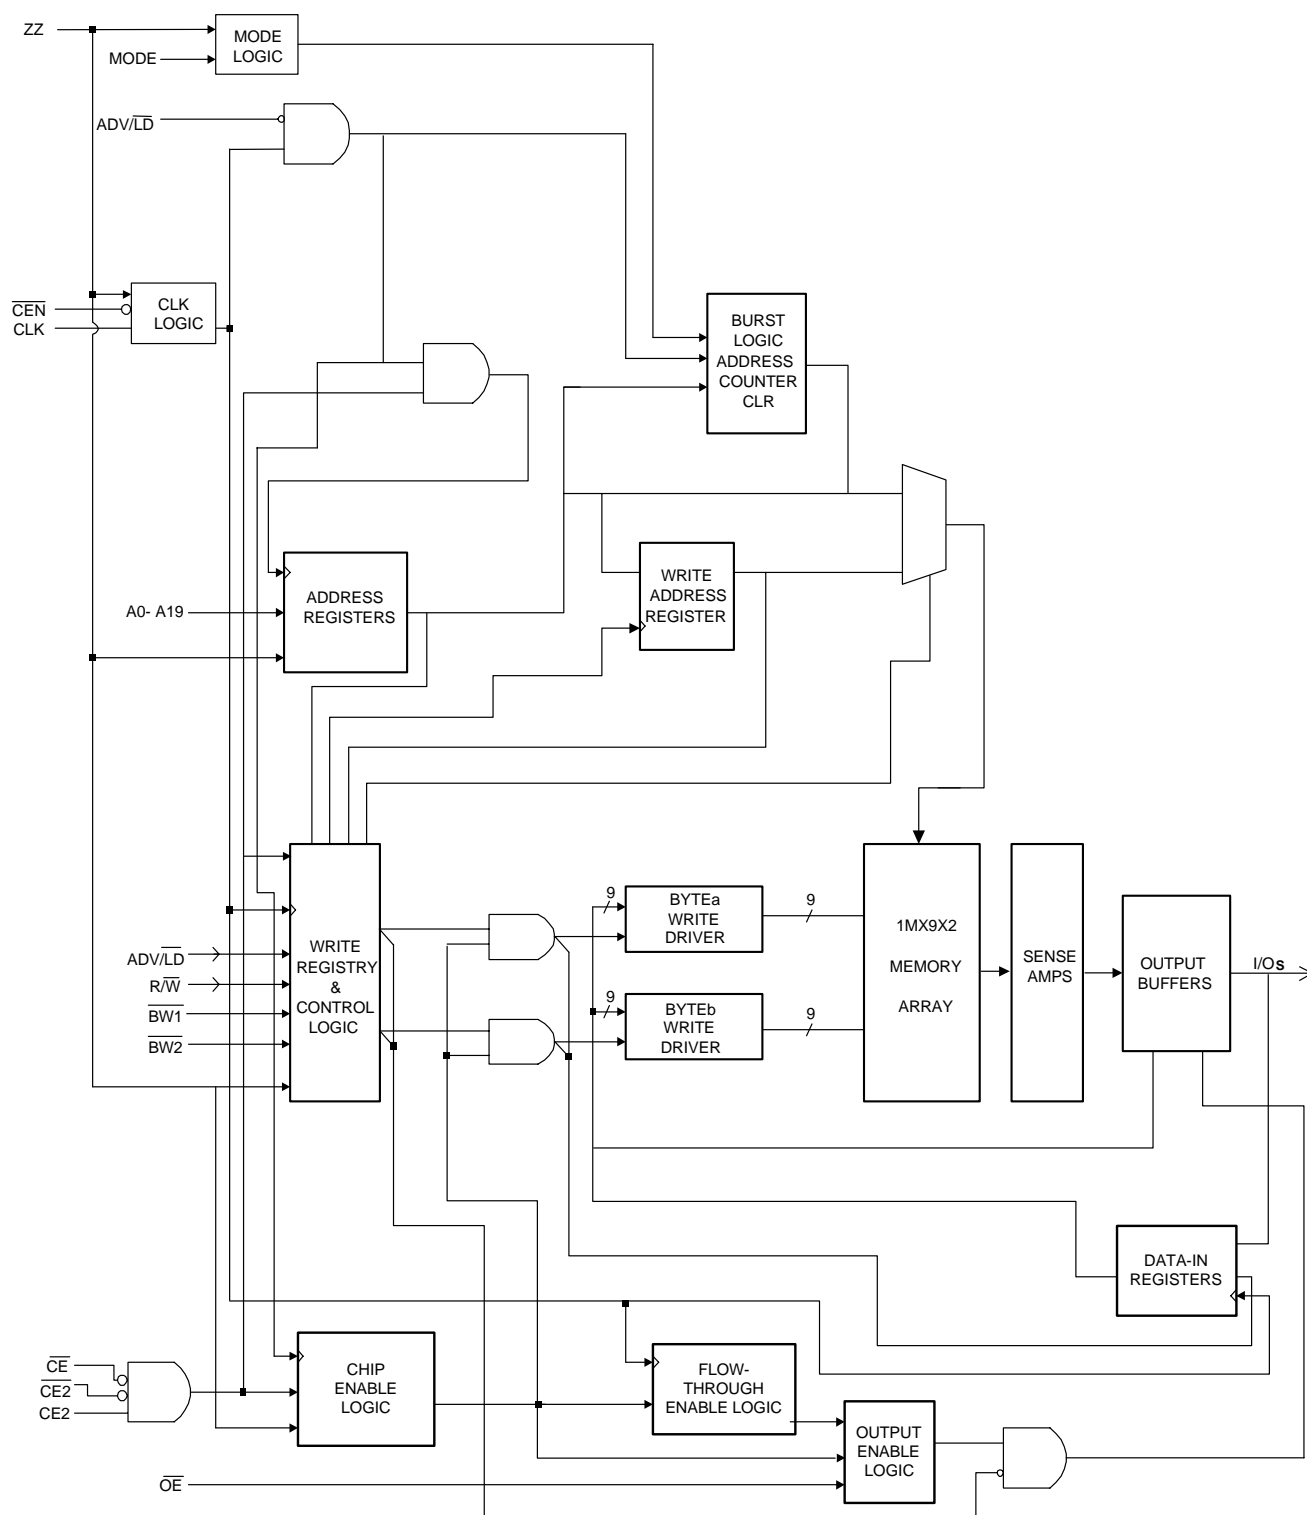 ZZ
MODE
LOGIC
MODE
ADV/LD
CLK
LOGIC
CEN
CLK
BURST
LOGIC
ADDRESS
COUNTER
CLR
WRITE
ADDRESS
REGISTER
ADDRESS
REGISTERS
A0- A19
9
BYTEa
WRITE
DRIVER
9
1MX9X2
MEMORY
ARRAY
SENSE
AMPS
OUTPUT
BUFFERS
I/Os
WRITE
REGISTRY
&
CONTROL
LOGIC
ADV/LD
R/W
BW1
BW2
9
BYTEb
WRITE
DRIVER
9
DATA-IN
REGISTERS
CE
CE2
CE2
CHIP
ENABLE
LOGIC
FLOW-
THROUGH
ENABLE LOGIC
OUTPUT
ENABLE
LOGIC
OE